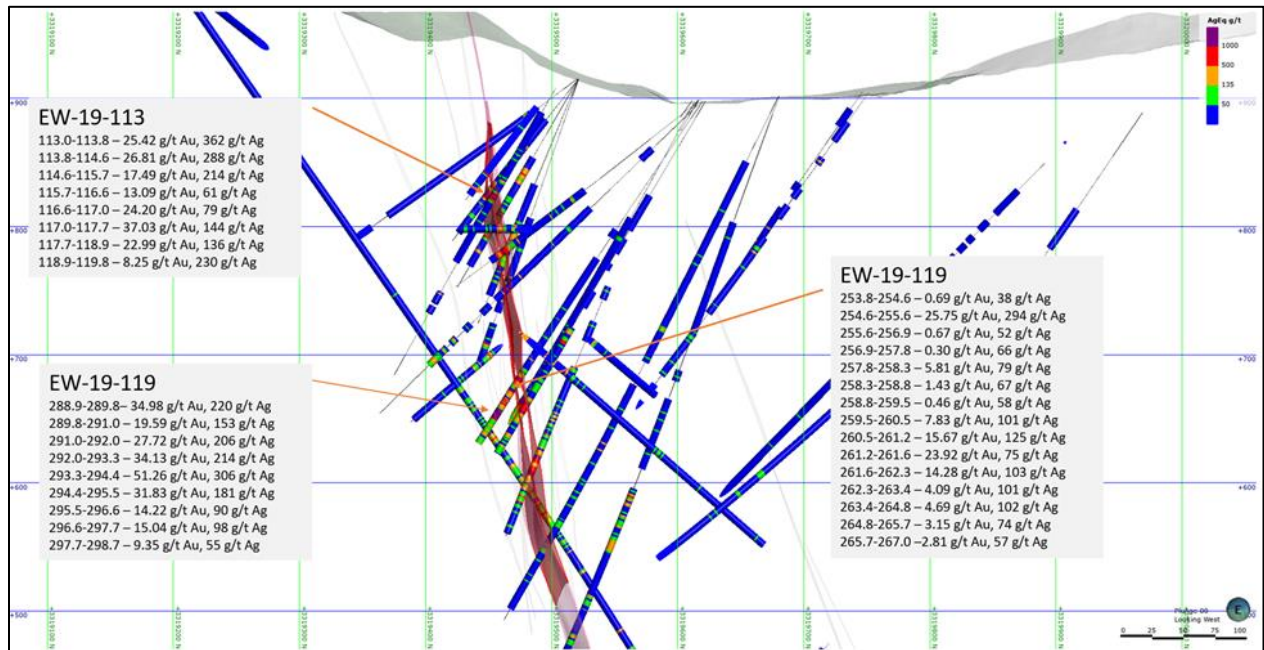 +3319100 N
+3319200 N
+3319300 N
+3319400 N
+3319500 N
+3319600 N
+3319700 N
+3319800 N
+3319900 N
AgEq g/t
1000
500
135
50
+900
EW-19-113
113.0-113.8 – 25.42 g/t Au, 362 g/t Ag
113.8-114.6 – 26.81 g/t Au, 288 g/t Ag
114.6-115.7 – 17.49 g/t Au, 214 g/t Ag
115.7-116.6 – 13.09 g/t Au, 61 g/t Ag
116.6-117.0 – 24.20 g/t Au, 79 g/t Ag
117.0-117.7 – 37.03 g/t Au, 144 g/t Ag
117.7-118.9 – 22.99 g/t Au, 136 g/t Ag
118.9-119.8 – 8.25 g/t Au, 230 g/t Ag
+800
+700
EW-19-119
288.9-289.8– 34.98 g/t Au, 220 g/t Ag
289.8-291.0 – 19.59 g/t Au, 153 g/t Ag
291.0-292.0 – 27.72 g/t Au, 206 g/t Ag
292.0-293.3 – 34.13 g/t Au, 214 g/t Ag
293.3-294.4 – 51.26 g/t Au, 306 g/t Ag
294.4-295.5 – 31.83 g/t Au, 181 g/t Ag
295.5-296.6 – 14.22 g/t Au, 90 g/t Ag
296.6-297.7 – 15.04 g/t Au, 98 g/t Ag
297.7-298.7 – 9.35 g/t Au, 55 g/t Ag
EW-19-119
253.8-254.6 – 0.69 g/t Au, 38 g/t Ag
254.6-255.6 – 25.75 g/t Au, 294 g/t Ag
255.6-256.9 – 0.67 g/t Au, 52 g/t Ag
256.9-257.8 – 0.30 g/t Au, 66 g/t Ag
257.8-258.3 – 5.81 g/t Au, 79 g/t Ag
258.3-258.8 – 1.43 g/t Au, 67 g/t Ag
258.8-259.5 – 0.46 g/t Au, 58 g/t Ag
259.5-260.5 – 7.83 g/t Au, 101 g/t Ag
260.5-261.2 – 15.67 g/t Au, 125 g/t Ag
261.2-261.6 – 23.92 g/t Au, 75 g/t Ag
261.6-262.3 – 14.28 g/t Au, 103 g/t Ag
262.3-263.4 – 4.09 g/t Au, 101 g/t Ag
263.4-264.8 – 4.69 g/t Au, 102 g/t Ag
264.8-265.7 – 3.15 g/t Au, 74 g/t Ag
265.7-267.0 –2.81 g/t Au, 57 g/t Ag
+800
+700
+600
+600
+500
E
Plunge 00
Looking West
0 25 50 75 100